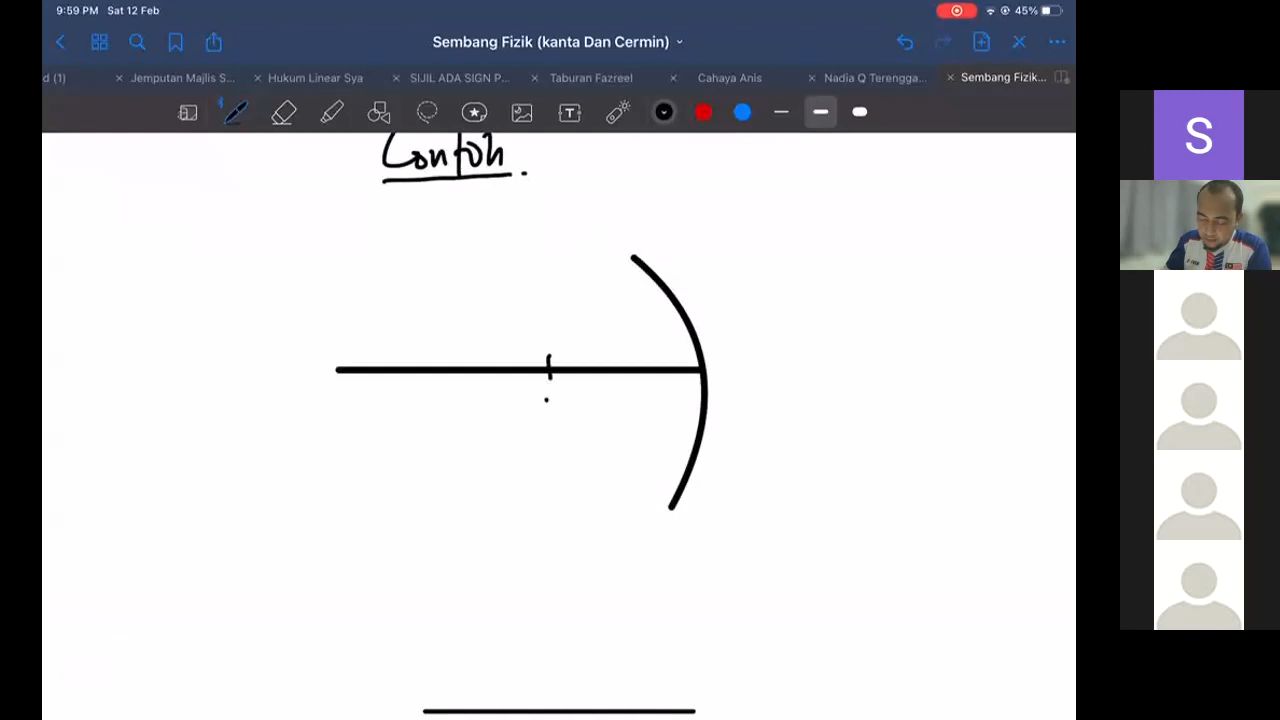 9:59 PM Sat 12 Feb
45%
Sembang Fizik (kanta Dan Cermin)
d (1)
Jemputan Majlis S...
Hukum Linear Sya
SIJIL ADA SIGN P...
Taburan Fazreel
Cahaya Anis
Nadia Q Terengga...
Sembang Fizik...
T
Contoh.
S